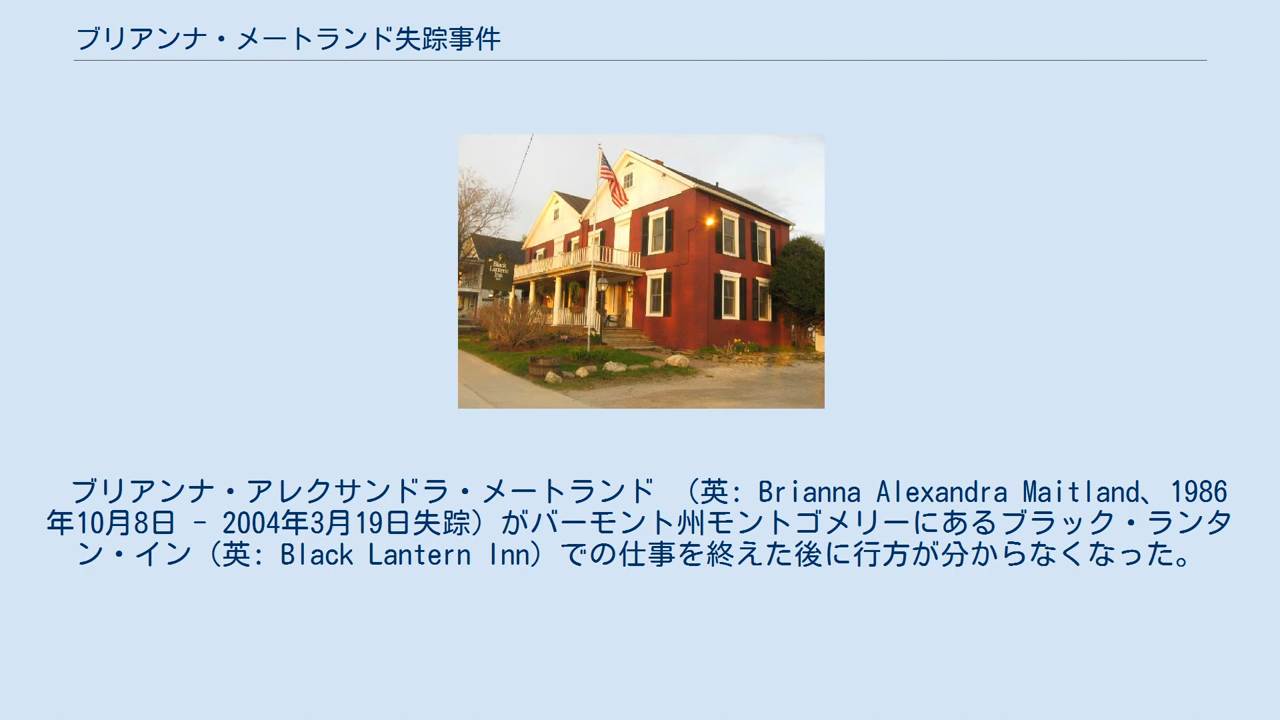 ブリアンナ・メートランド失踪事件
Black
Lantern
Inn
ブリアンナ・アレクサンドラ・メートランド （英: Brianna Alexandra Maitland、1986
年10月8日 - 2004年3月19日失踪）がバーモント州モントゴメリーにあるブラック・ランタ
ン・イン（英: Black Lantern Inn）での仕事を終えた後に行方が分からなくなった。